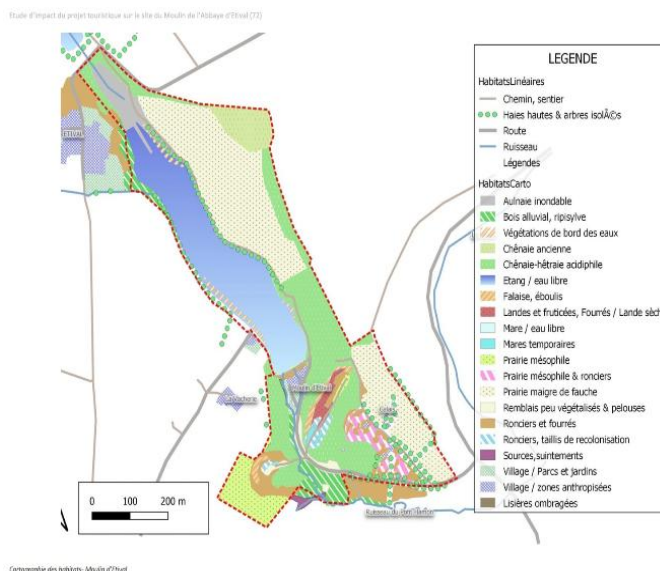 Etude d'impact du projet touristique sur le site du Moulin de l'Abbaye d'Etival (72)
LEGENDE
HabitatsLinéaires
Chemin, sentier
Haies hautes & arbres isolÃ©s
Route
Ruisseau
Légendes
HabitatsCarto
Aulnaie inondable
Bois alluvial, ripisylve
Végétations de bord des eaux
Chênaie ancienne
Chênaie-hêtraie acidiphile
Etang / eau libre
Falaise, éboulis
Landes et fruticées, Fourrés / Lande sèch
Mare / eau libre
Mares temporaires
Prairie mésophile
Prairie mésophile & ronciers
Prairie maigre de fauche
Remblais peu végétalisés & pelouses
Ronciers et fourrés
Ronciers, taillis de recolonisation
Sources,suintements
Village / Parcs et jardins
Village / zones anthropisées
Lisières ombragées
ETIVAL
Moulin d'Etival
0 100 200 m
Cartographie des habitats- Moulin d'Etival